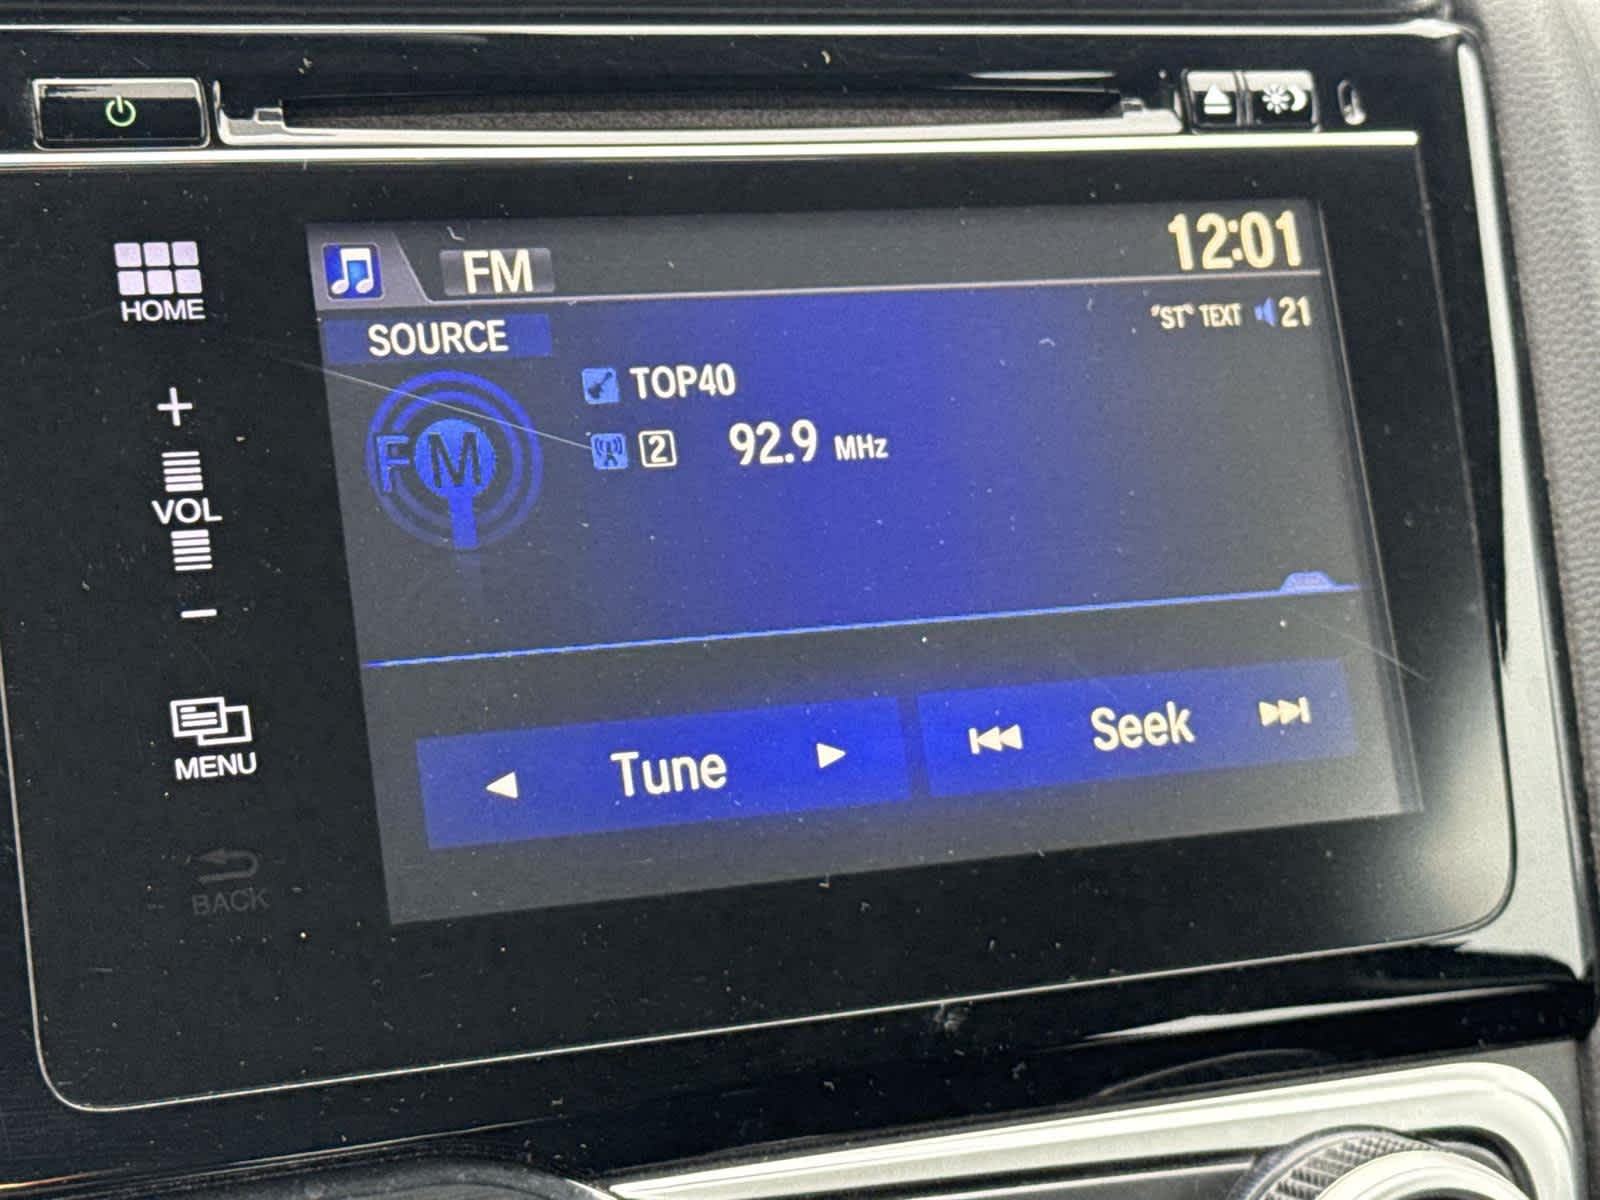 HOME
FM
12:01
SOURCE
"ST" TEXT 21
TOP40
FM
2 92.9 MHz
VOL
MENU
Tune
Seek
BACK